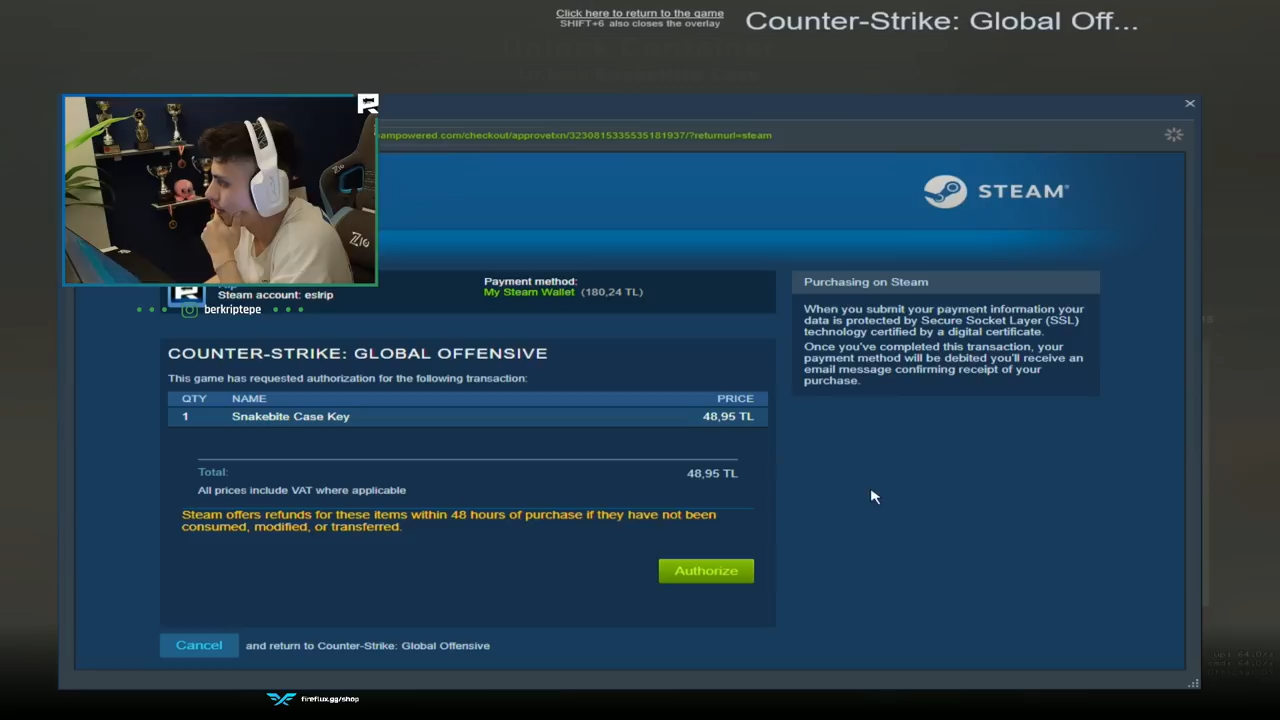 Click here to return to the game
SHIFT+6 also closes the overlay
Counter-Strike: Global Off...
ampowered.com/checkout/approvetxn/3230815335535181937/?returnurl=steam
STEAM®
Steam account: eslrip
Payment method:
My Steam Wallet (180,24 TL)
berkriptepe
Purchasing on Steam
When you submit your payment information your
data is protected by Secure Socket Layer (SSL)
technology certified by a digital certificate.
Once you've completed this transaction, your
payment method will be debited you'll receive an
email message confirming receipt of your
purchase.
COUNTER-STRIKE: GLOBAL OFFENSIVE
This game has requested authorization for the following transaction:
QTY NAME PRICE
1 Snakebite Case Key 48,95 TL
Total: 48,95 TL
All prices include VAT where applicable
Steam offers refunds for these items within 48 hours of purchase if they have not been
consumed, modified, or transferred.
Authorize
Cancel and return to Counter-Strike: Global Offensive
fireflux.gg/shop